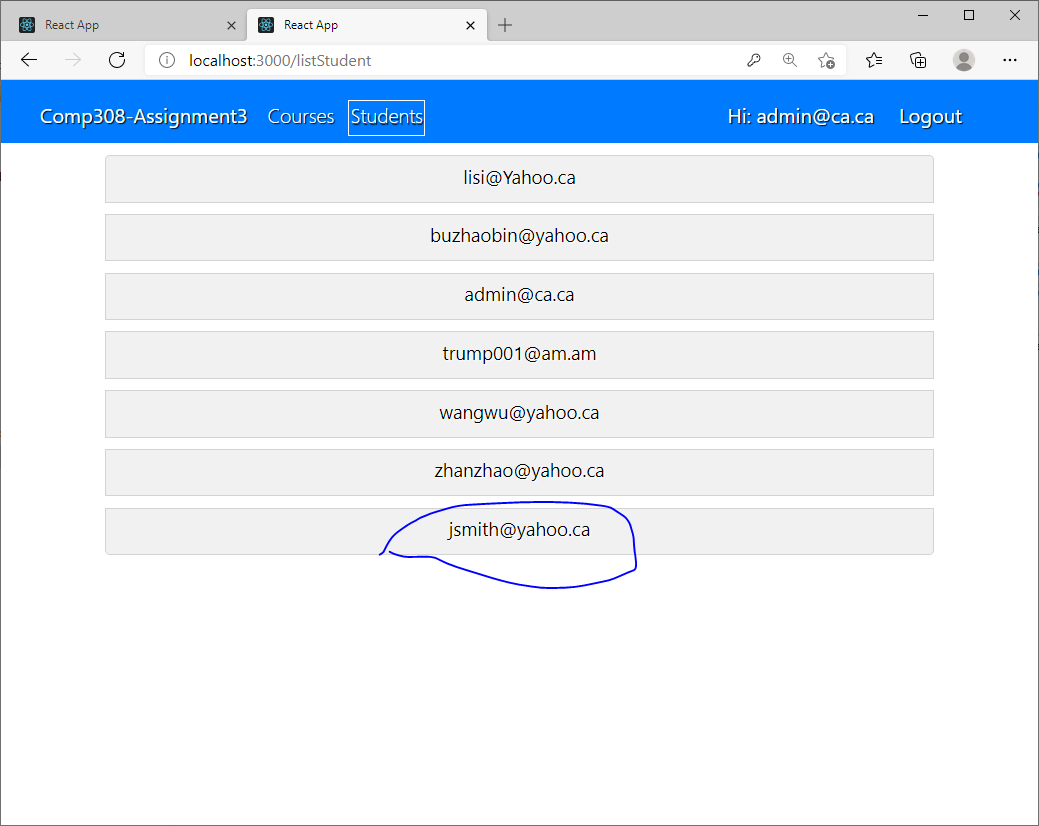 React App
React App
localhost:3000/listStudent
Comp308-Assignment3 Courses Students Hi: admin@ca.ca Logout
lisi@Yahoo.ca
buzhaobin@yahoo.ca
admin@ca.ca
trump001@am.am
wangwu@yahoo.ca
zhanzhao@yahoo.ca
jsmith@yahoo.ca